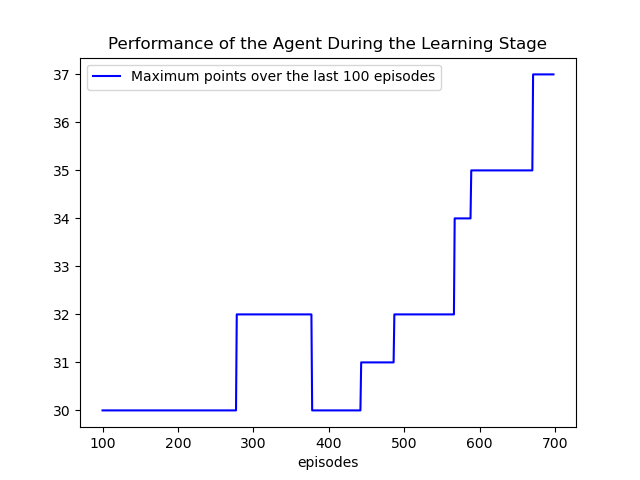 Performance of the Agent During the Learning Stage
Maximum points over the last 100 episodes
37
36
35
34
33
32
31
30
100 200 300 400 500 600 700
episodes